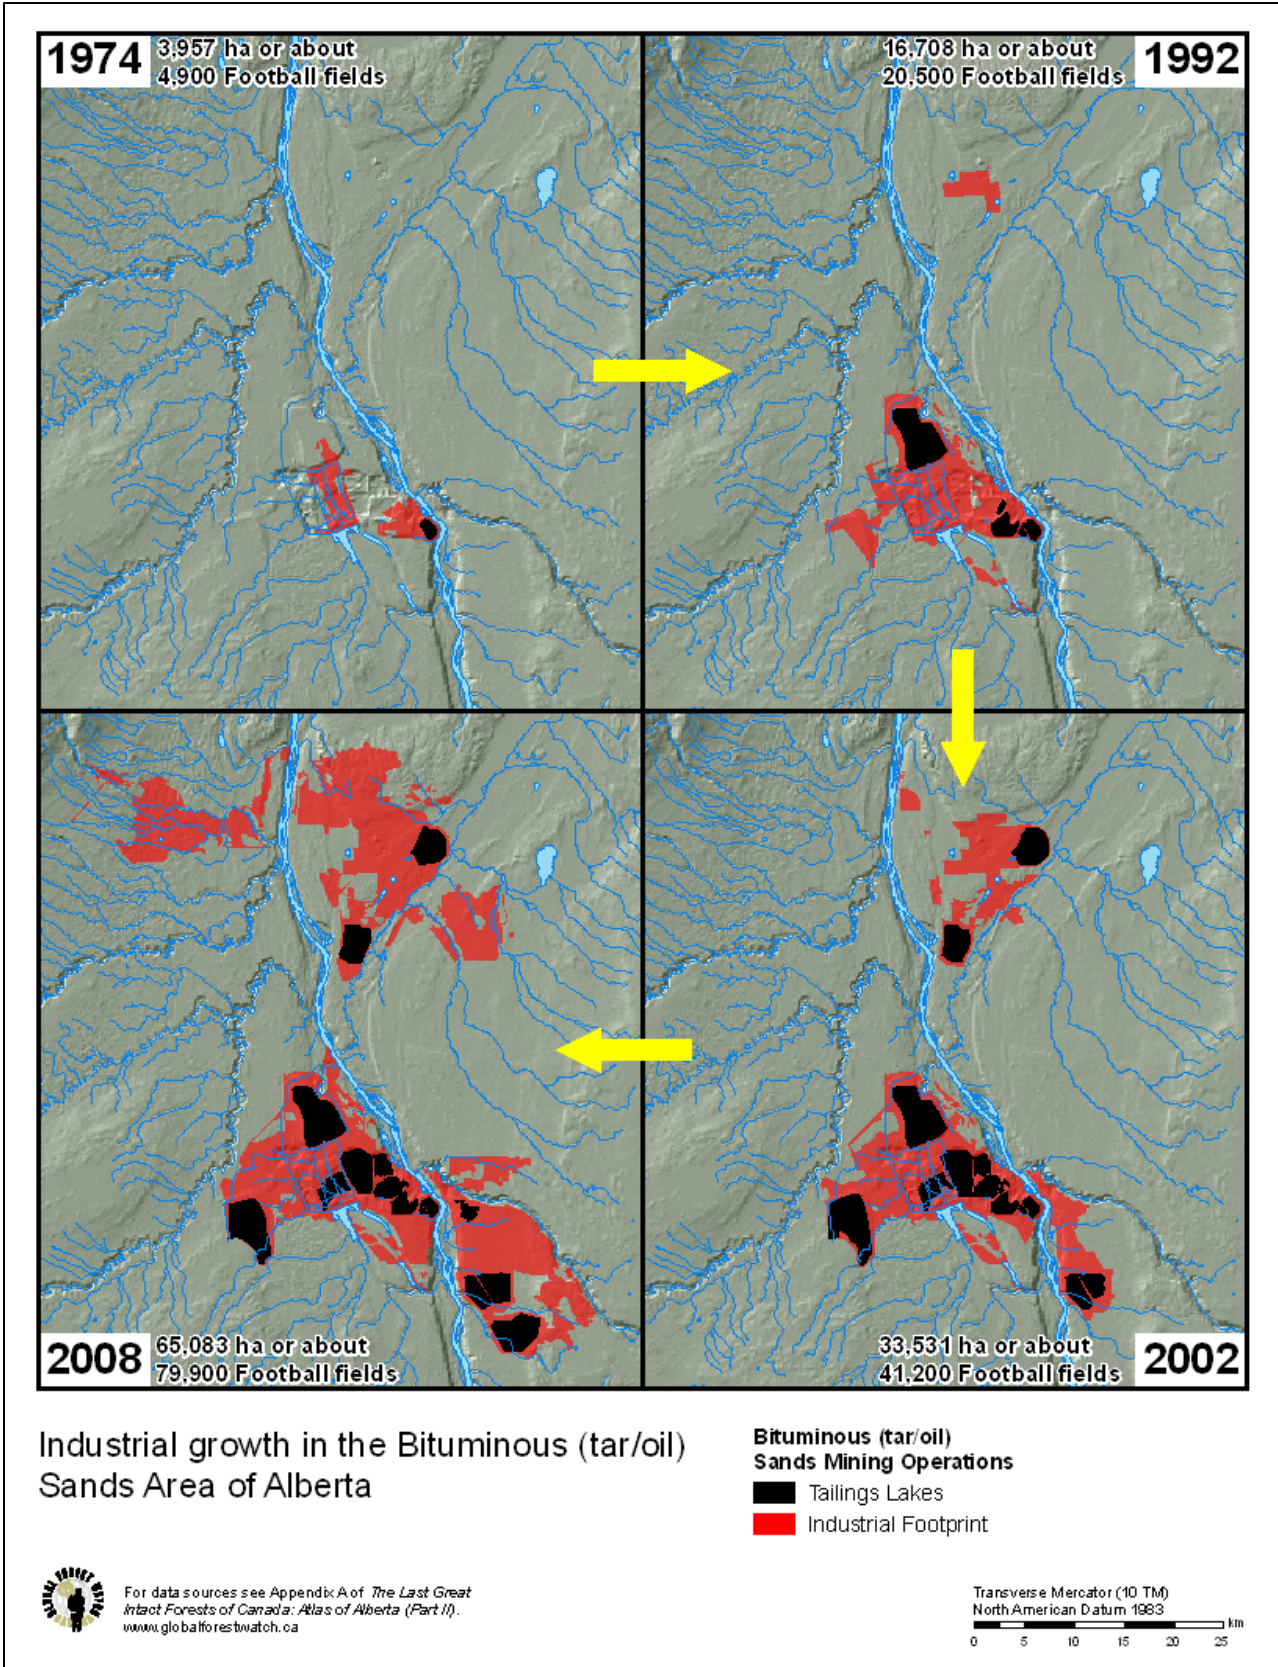 1974
3,957 ha or about
4,900 Football fields
16,708 ha or about
20,500 Football fields
1992
2008
65,083 ha or about
79,900 Football fields
33,531 ha or about
41,200 Football fields
2002
Industrial growth in the Bituminous (tar/oil)
Sands Area of Alberta
Bituminous (tar/oil)
Sands Mining Operations
Tailings Lakes
Industrial Footprint
GLOBAL FOREST WATCH
For data sources see Appendix A of The Last Great
Intact Forests of Canada: Atlas of Alberta (Part II).
www.globalforestwatch.ca
Transverse Mercator (10 TM)
North American Datum 1983
km
0 5 10 15 20 25